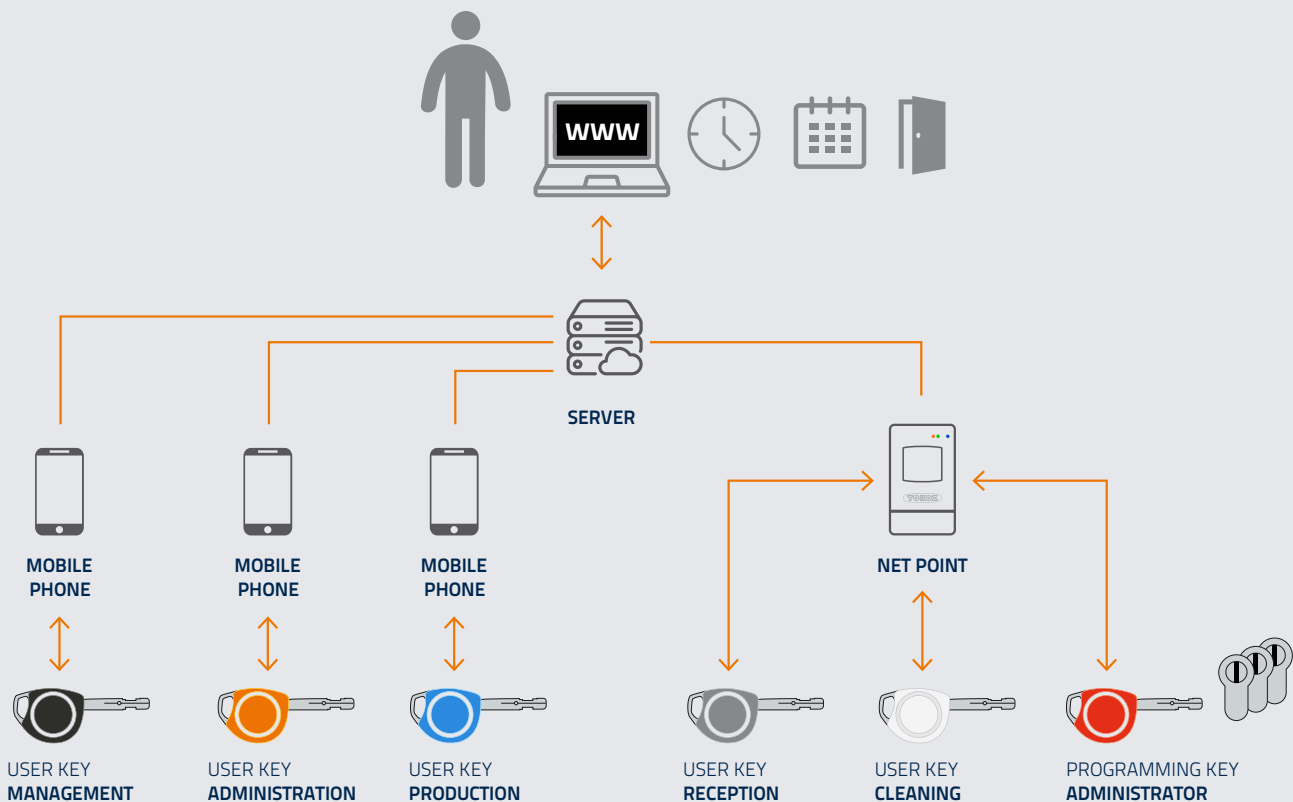 WWW
SERVER
TOKOZ
MOBILE
PHONE
MOBILE
PHONE
MOBILE
PHONE
NET POINT
USER KEY
MANAGEMENT
USER KEY
ADMINISTRATION
USER KEY
PRODUCTION
USER KEY
RECEPTION
USER KEY
CLEANING
PROGRAMMING KEY
ADMINISTRATOR